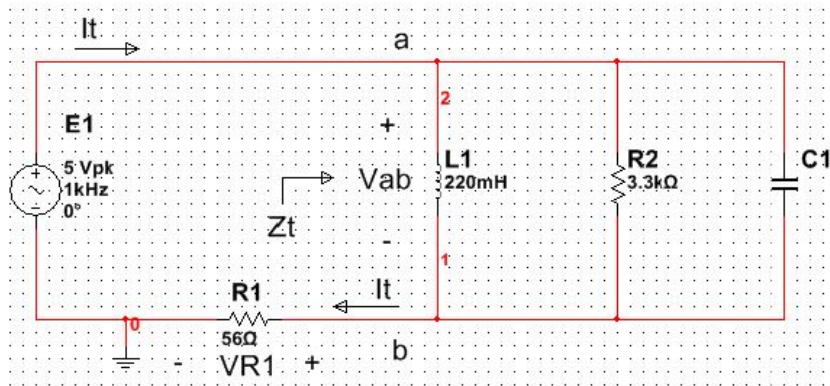 It
a
2
E1
+
+
L1
R2
C1
5 Vpk
1kHz
0°
Vab
220mH
3.3kΩ
Zt
-
1
R1
It
0
56Ω
b
- VR1 +